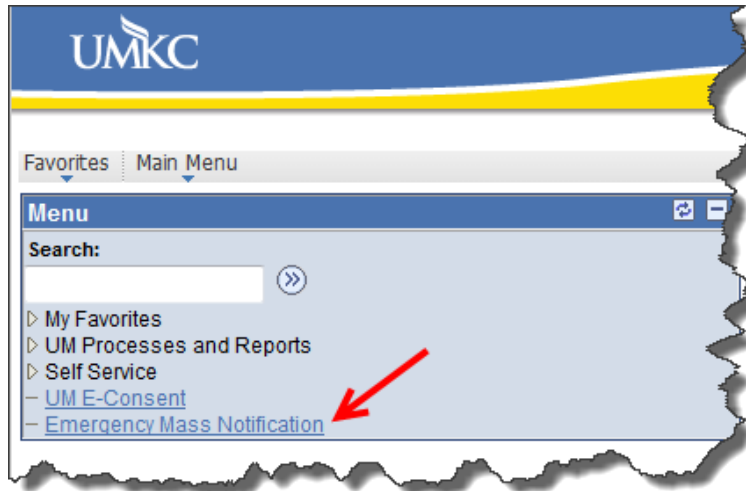 UMKC
Favorites Main Menu
Menu
Search:
My Favorites
UM Processes and Reports
Self Service
UM E-Consent
Emergency Mass Notification